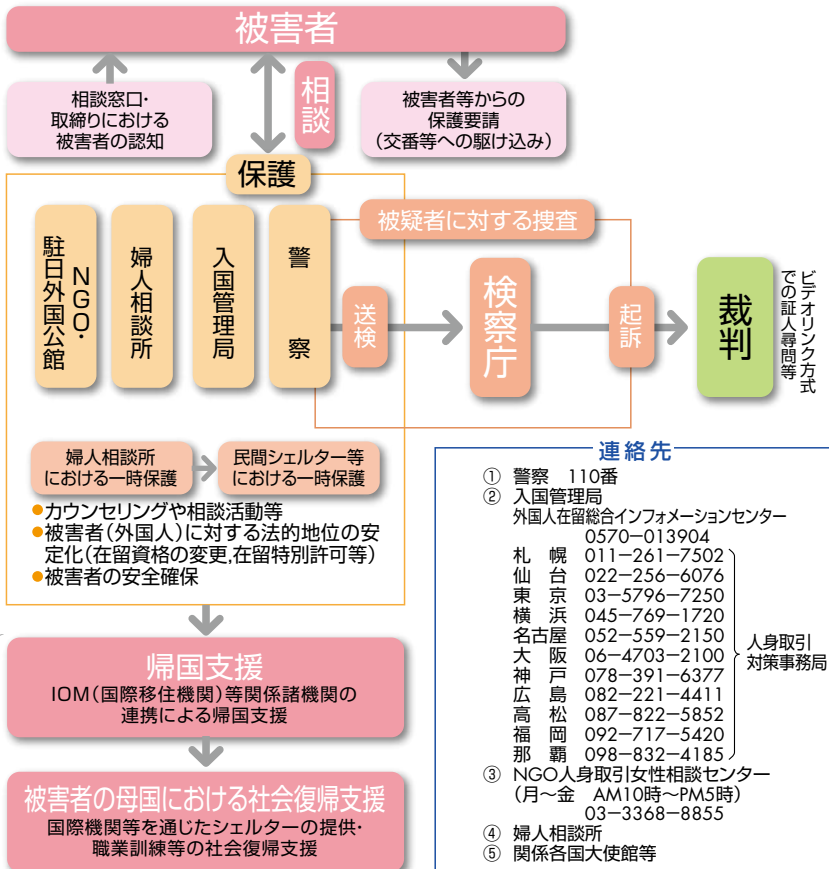 被害者
相談窓口・
取締りにおける
被害者の認知
相談
被害者等からの
保護要請
(交番等への駆け込み)
保護
NGO・
駐日外国公館
婦人相談所
入国管理局
警察
被疑者に対する捜査
送検
検察庁
起訴
裁判
ビデオリンク方式
での証人尋問等
婦人相談所
における一時保護
民間シェルター等
における一時保護
●カウンセリングや相談活動等
●被害者(外国人)に対する法的地位の安
定化(在留資格の変更,在留特別許可等)
●被害者の安全確保
帰国支援
IOM(国際移住機関)等関係諸機関の
連携による帰国支援
被害者の母国における社会復帰支援
国際機関等を通じたシェルターの提供・
職業訓練等の社会復帰支援
連絡先
① 警察 110番
② 入国管理局
外国人在留総合インフォメーションセンター
0570−013904
札幌 011−261−7502
仙台 022−256−6076
東京 03−5796−7250
横浜 045−769−1720
名古屋 052−559−2150
大阪 06−4703−2100
神戸 078−391−6377
広島 082−221−4411
高松 087−822−5852
福岡 092−717−5420
那覇 098−832−4185
人身取引
対策事務局
③ NGO人身取引女性相談センター
(月〜金 AM10時〜PM5時)
03−3368−8855
④ 婦人相談所
⑤ 関係各国大使館等